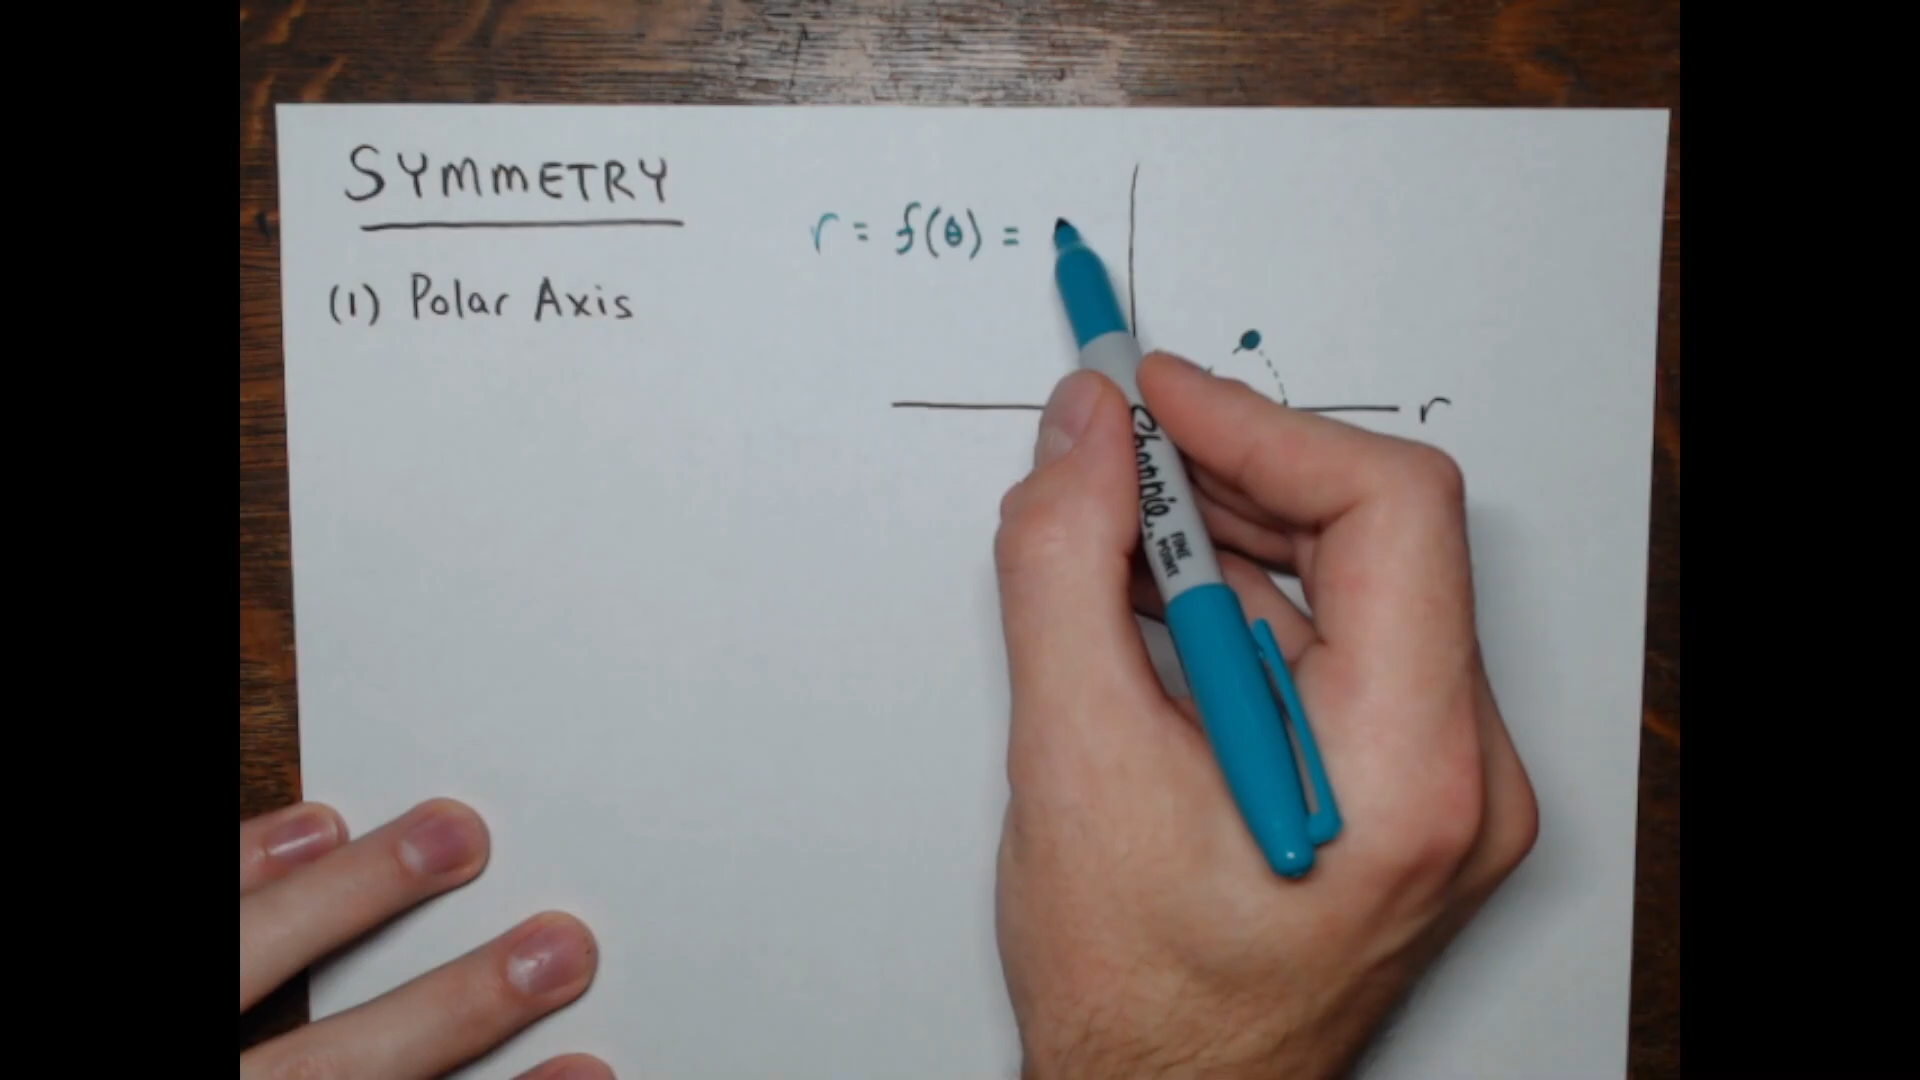 SYMMETRY
r = f(θ) =
(1) Polar Axis
r
Sharpie.
FINE
POINT